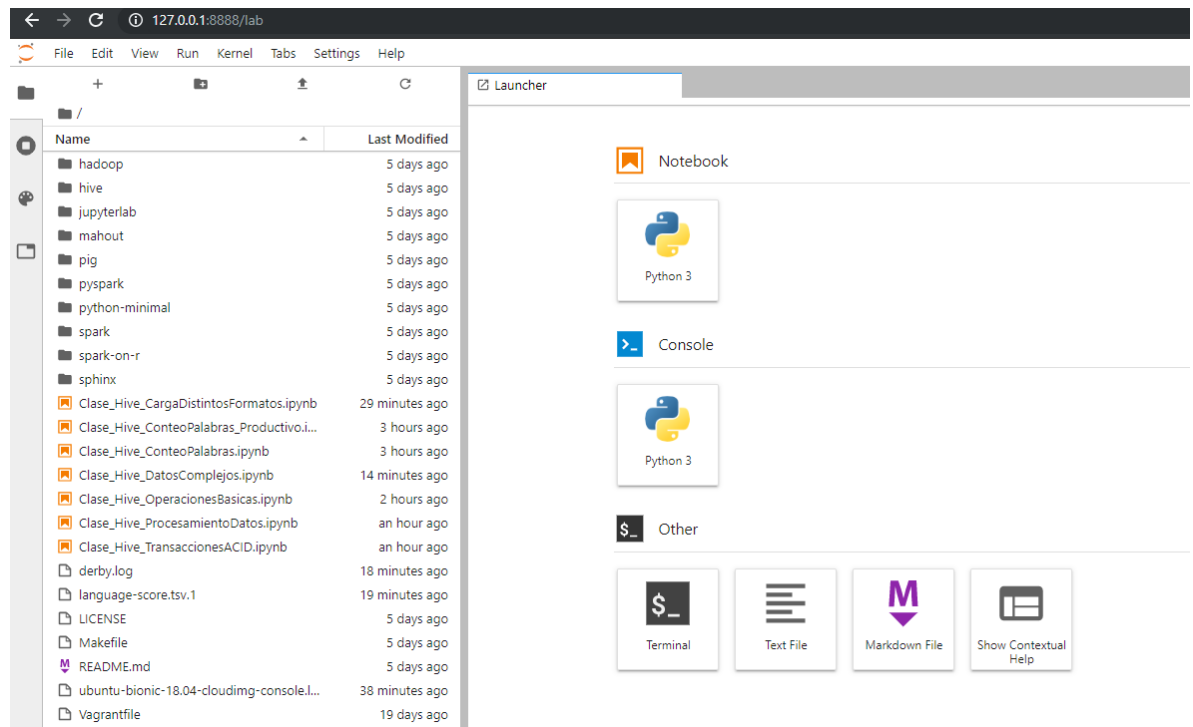 127.0.0.1:8888/lab
File Edit View Run Kernel Tabs Settings Help
Launcher
/
Name Last Modified
hadoop 5 days ago
hive 5 days ago
jupyterlab 5 days ago
mahout 5 days ago
pig 5 days ago
pyspark 5 days ago
python-minimal 5 days ago
spark 5 days ago
spark-on-r 5 days ago
sphinx 5 days ago
Clase_Hive_CargaDistintosFormatos.ipynb 29 minutes ago
Clase_Hive_ConteoPalabras_Productivo.i... 3 hours ago
Clase_Hive_ConteoPalabras.ipynb 3 hours ago
Clase_Hive_DatosComplejos.ipynb 14 minutes ago
Clase_Hive_OperacionesBasicas.ipynb 2 hours ago
Clase_Hive_ProcesamientoDatos.ipynb an hour ago
Clase_Hive_TransaccionesACID.ipynb an hour ago
derby.log 18 minutes ago
language-score.tsv.1 19 minutes ago
LICENSE 5 days ago
Makefile 5 days ago
README.md 5 days ago
ubuntu-bionic-18.04-cloudimg-console.l... 38 minutes ago
Vagrantfile 19 days ago
Notebook
Python 3
Console
Python 3
$_ Other
$_ M
Terminal Text File Markdown File Show Contextual
Help